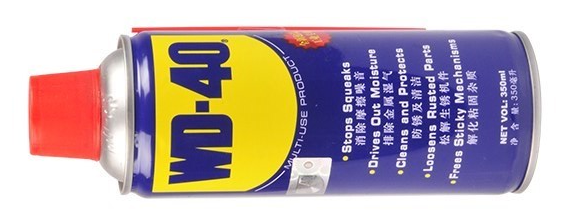 WD-40®
MULTI-USE PRODUCT
• Stops Squeaks
消除摩擦噪音
• Drives Out Moisture
排除金属湿气
• Cleans and Protects
防锈及清洁
• Loosens Rusted Parts
松解生锈机件
• Frees Sticky Mechanisms
解化粘固杂质
NET VOL: 350ml
净 含 量: 350毫升